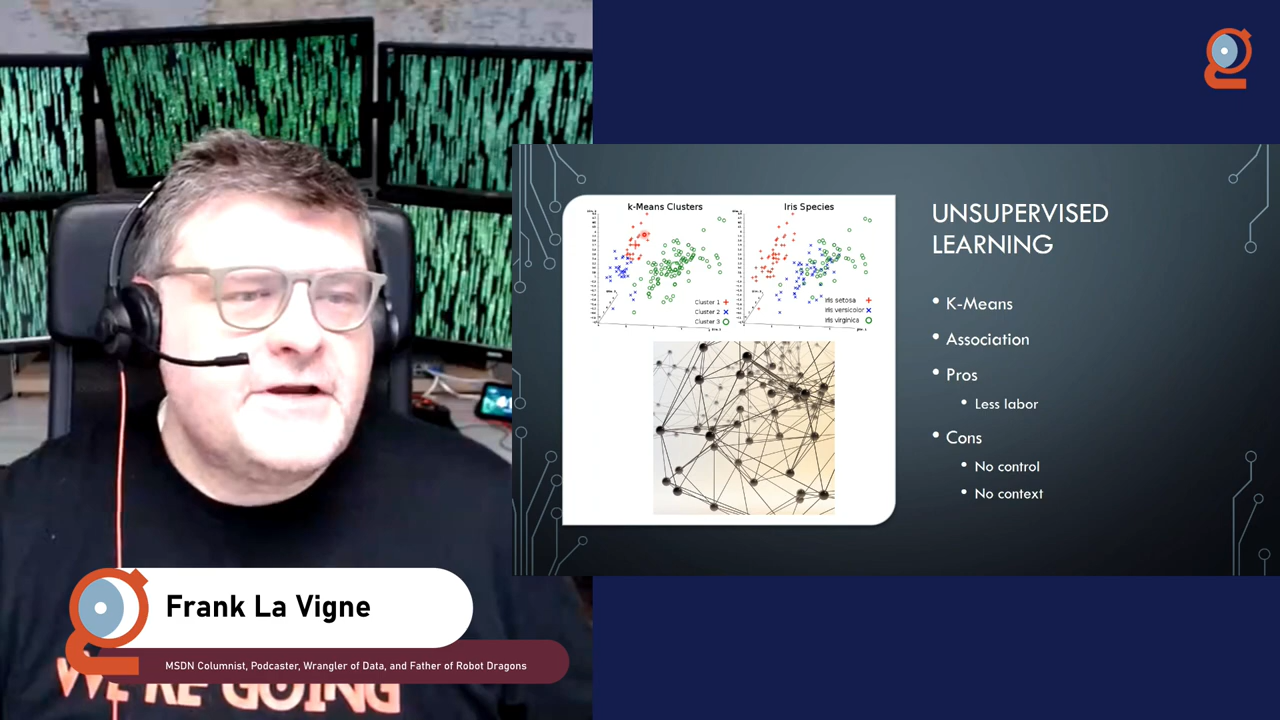 Frank La Vigne
MSDN Columnist, Podcaster, Wrangler of Data, and Father of Robot Dragons
WE'RE GOING
k-Means Clusters
Cluster 1
Cluster 2
Cluster 3
Iris Species
Iris setosa
Iris versicolor
Iris virginica
UNSUPERVISED
LEARNING
• K-Means
• Association
• Pros
• Less labor
• Cons
• No control
• No context